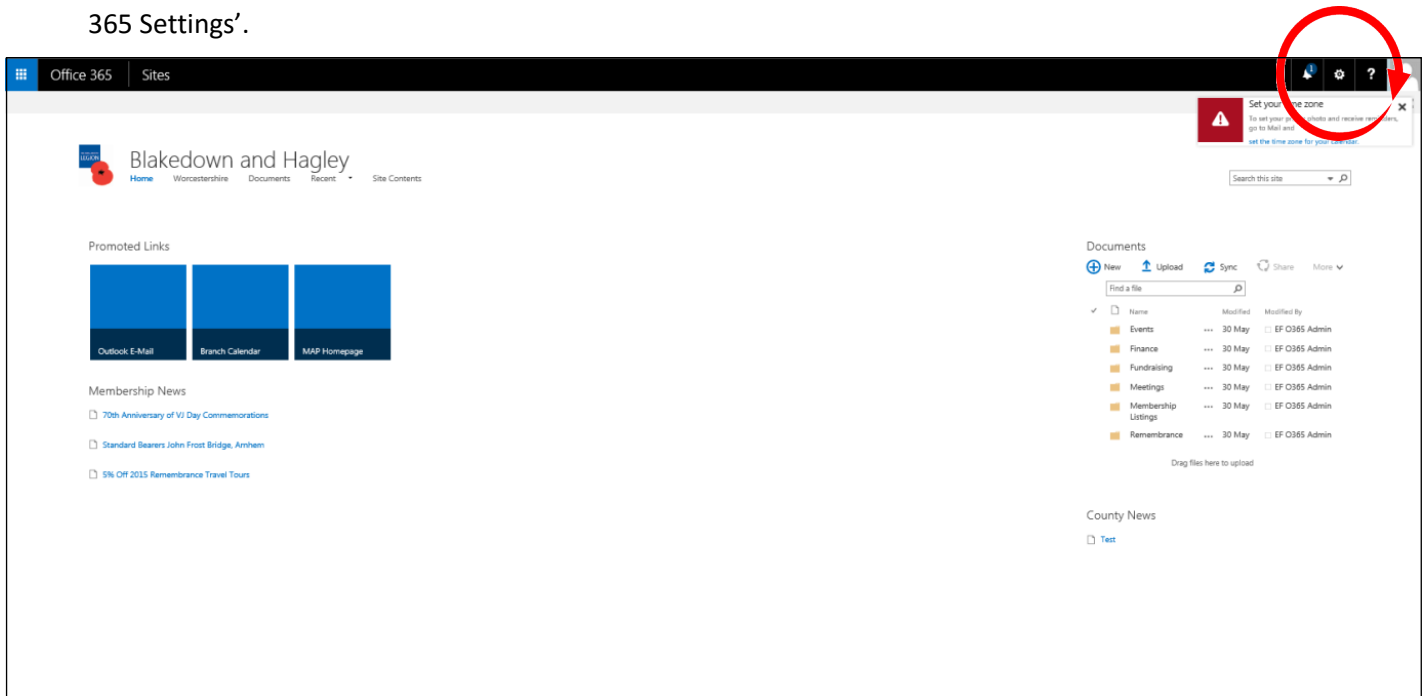 365 Settings’.
Office 365 Sites
1 ?
Set your time zone
To set your photo and receive reminders,
go to Mail and
set the time zone for your calendar.
LEGION
Blakedown and Hagley
Home Worcestershire Documents Recent Site Contents
Search this site
Promoted Links
Outlook E-Mail Branch Calendar MAP Homepage
Membership News
70th Anniversary of VJ Day Commemorations
Standard Bearers John Frost Bridge, Arnhem
5% Off 2015 Remembrance Travel Tours
Documents
New Upload Sync Share More
Find a file
Name Modified Modified By
Events ... 30 May EF O365 Admin
Finance ... 30 May EF O365 Admin
Fundraising ... 30 May EF O365 Admin
Meetings ... 30 May EF O365 Admin
Membership ... 30 May EF O365 Admin
Listings
Remembrance ... 30 May EF O365 Admin
Drag files here to upload
County News
Test